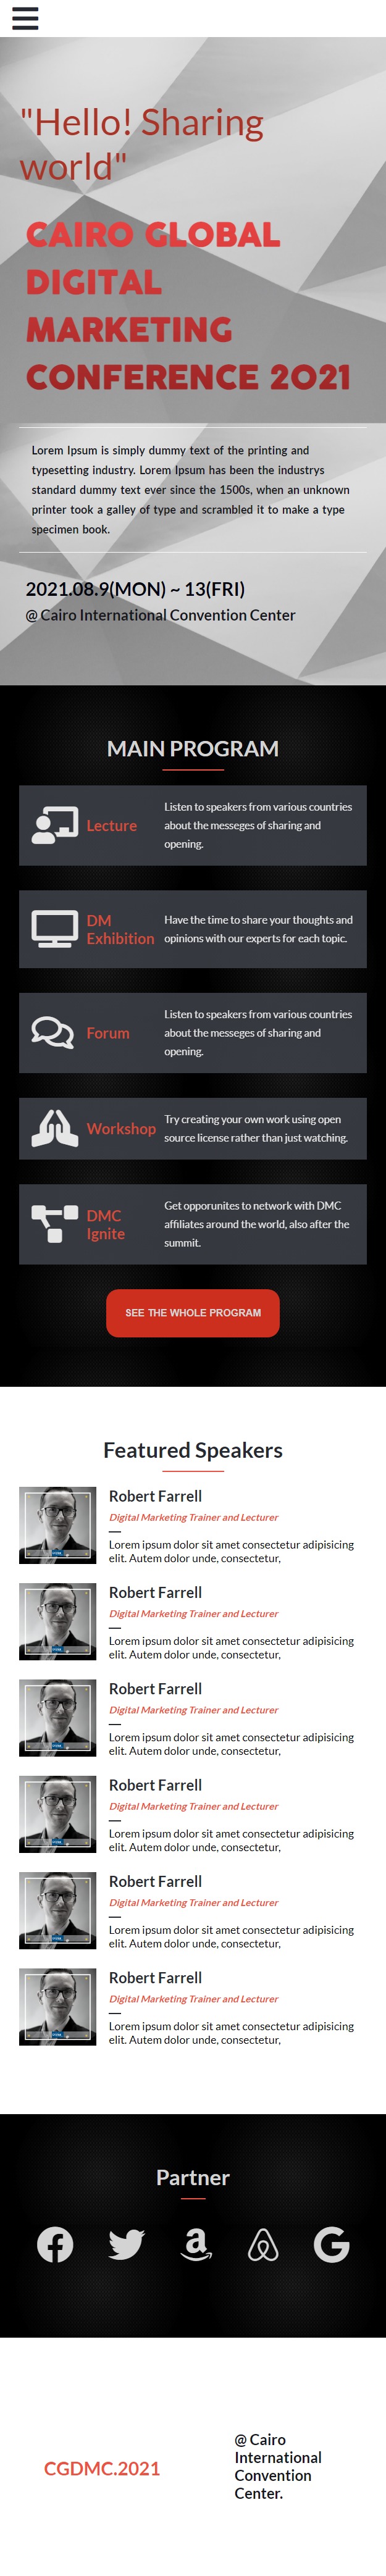 "Hello! Sharing
world"
CAIRO GLOBAL
DIGITAL
MARKETING
CONFERENCE 2021
Lorem Ipsum is simply dummy text of the printing and
typesetting industry. Lorem Ipsum has been the industrys
standard dummy text ever since the 1500s, when an unknown
printer took a galley of type and scrambled it to make a type
specimen book.
2021.08.9(MON) ~ 13(FRI)
@ Cairo International Convention Center
MAIN PROGRAM
Lecture
Listen to speakers from various countries
about the messeges of sharing and
opening.
DM
Exhibition
Have the time to share your thoughts and
opinions with our experts for each topic.
Forum
Listen to speakers from various countries
about the messeges of sharing and
opening.
Workshop
Try creating your own work using open
source license rather than just watching.
DMC
Ignite
Get opporunites to network with DMC
affiliates around the world, also after the
summit.
SEE THE WHOLE PROGRAM
Featured Speakers
Robert Farrell
Digital Marketing Trainer and Lecturer
Lorem ipsum dolor sit amet consectetur adipisicing
elit. Autem dolor unde, consectetur,
Robert Farrell
Digital Marketing Trainer and Lecturer
Lorem ipsum dolor sit amet consectetur adipisicing
elit. Autem dolor unde, consectetur,
Robert Farrell
Digital Marketing Trainer and Lecturer
Lorem ipsum dolor sit amet consectetur adipisicing
elit. Autem dolor unde, consectetur,
Robert Farrell
Digital Marketing Trainer and Lecturer
Lorem ipsum dolor sit amet consectetur adipisicing
elit. Autem dolor unde, consectetur,
Robert Farrell
Digital Marketing Trainer and Lecturer
Lorem ipsum dolor sit amet consectetur adipisicing
elit. Autem dolor unde, consectetur,
Robert Farrell
Digital Marketing Trainer and Lecturer
Lorem ipsum dolor sit amet consectetur adipisicing
elit. Autem dolor unde, consectetur,
Partner
CGDMC.2021
@ Cairo
International
Convention
Center.